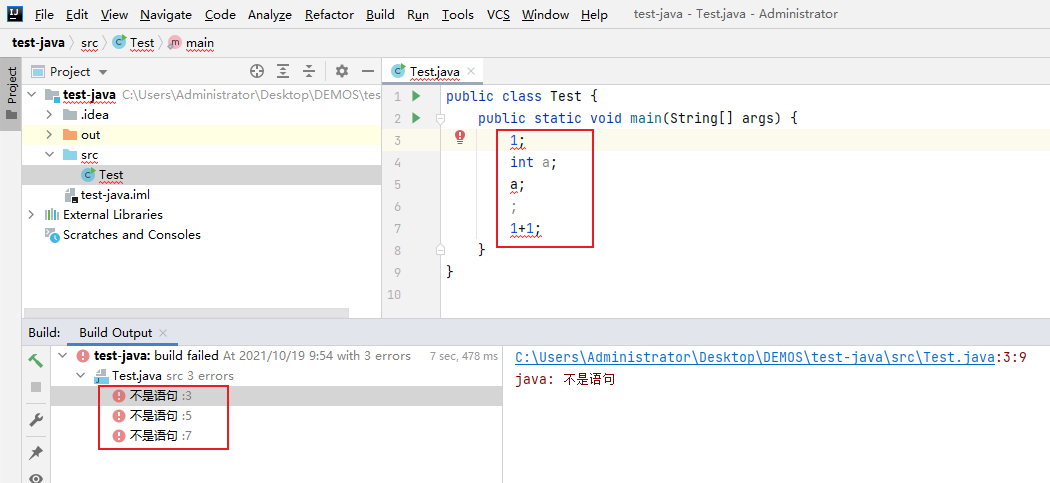 File Edit View Navigate Code Analyze Refactor Build Run Tools VCS Window Help test-java - Test.java - Administrator
test-java src Test main
Project
Project
Test.java
test-java C:\Users\Administrator\Desktop\DEMOS\tes
.idea
out
src
Test
test-java.iml
External Libraries
Scratches and Consoles
1 public class Test {
2 public static void main(String[] args) {
3 1;
4 int a;
5 a;
6 ;
7 1+1;
8 }
9 }
10
Build: Build Output
test-java: build failed At 2021/10/19 9:54 with 3 errors 7 sec, 478 ms
Test.java src 3 errors
不是语句 :3
不是语句 :5
不是语句 :7
C:\Users\Administrator\Desktop\DEMOS\test-java\src\Test.java:3:9
java: 不是语句